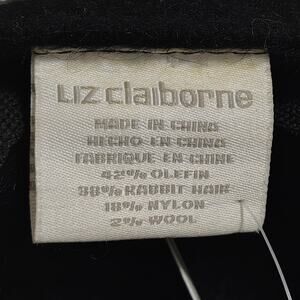 Liz claiborne
MADE IN CHINA
HECHO EN CHINA
FABRIQUE EN CHINE
42% OLEFIN
38% RABBIT HAIR
18% NYLON
2% WOOL